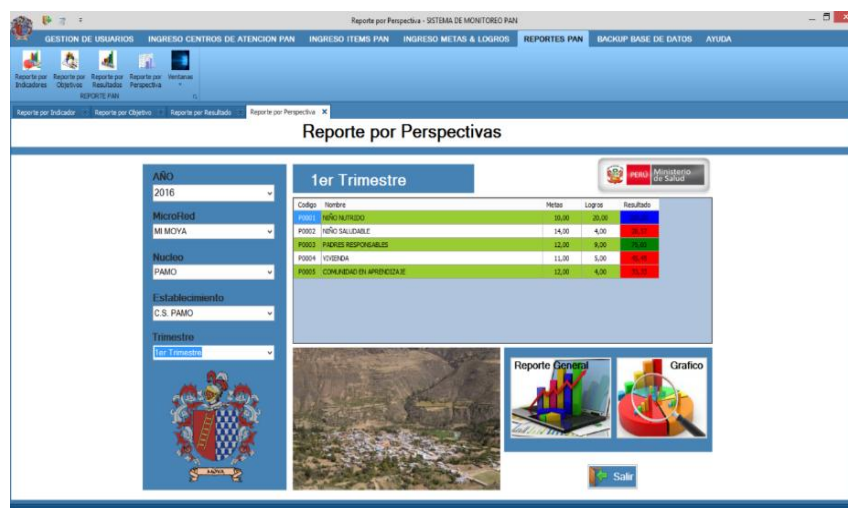 Reporte por Perspectiva - SISTEMA DE MONITOREO PAN
GESTION DE USUARIOS INGRESO CENTROS DE ATENCION PAN INGRESO ITEMS PAN INGRESO METAS & LOGROS REPORTES PAN BACKUP BASE DE DATOS AYUDA
Reporte por Indicadores Reporte por Objetivos Reporte por Resultados Reporte por Perspectiva Ventanas
REPORTE PAN
Reporte por Indicador Reporte por Objetivo Reporte por Resultado Reporte por Perspectiva X
Reporte por Perspectivas
AÑO
2016
MicroRed
MI MOYA
Nucleo
PAMO
Establecimiento
C.S. PAMO
Trimestre
1er Trimestre
1er Trimestre
PERÚ Ministerio de Salud
Codigo Nombre Metas Logros Resultado
P0001 NIÑO NUTRIDO 10,00 20,00
P0002 NIÑO SALUDABLE 14,00 4,00
P0003 PADRES RESPONSABLES 12,00 9,00
P0004 VIVIENDA 11,00 5,00
P0005 COMUNIDAD EN APRENDIZAJE 12,00 4,00
Reporte General
Grafico
Salir